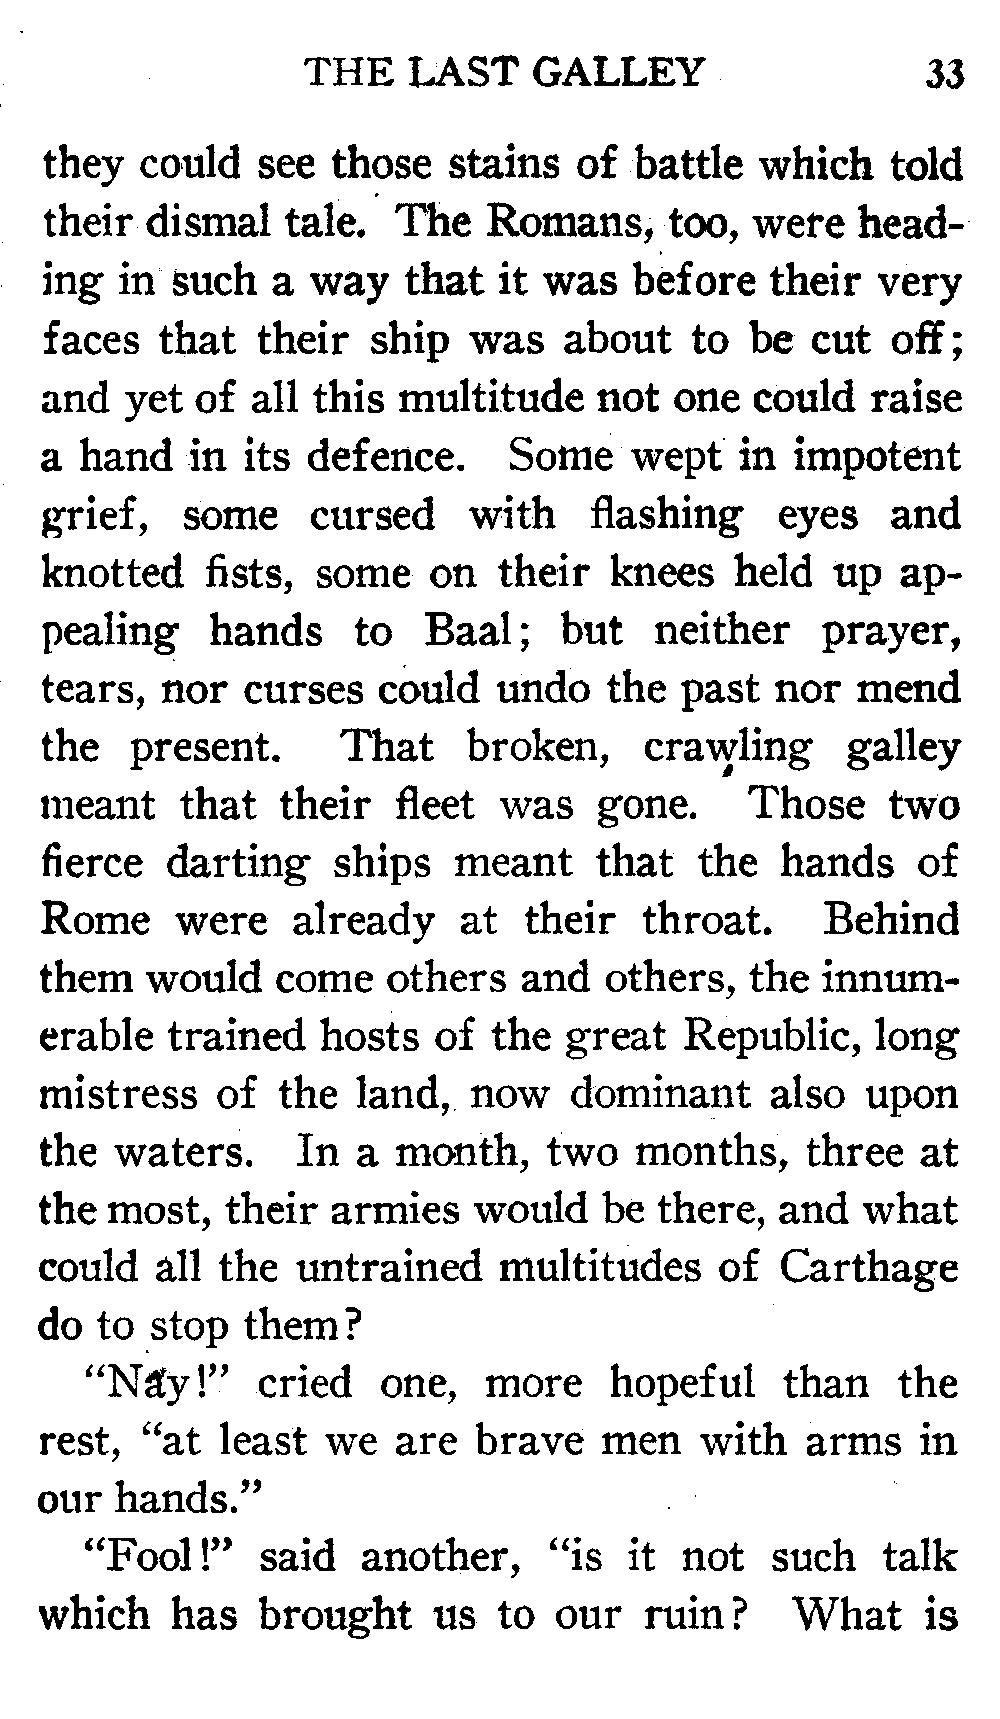 THE LAST GALLEY 33
they could see those stains of battle which told
their dismal tale. The Romans, too, were head-
ing in such a way that it was before their very
faces that their ship was about to be cut off;
and yet of all this multitude not one could raise
a hand in its defence. Some wept in impotent
grief, some cursed with flashing eyes and
knotted fists, some on their knees held up ap-
pealing hands to Baal; but neither prayer,
tears, nor curses could undo the past nor mend
the present. That broken, crawling galley
meant that their fleet was gone. Those two
fierce darting ships meant that the hands of
Rome were already at their throat. Behind
them would come others and others, the innum-
erable trained hosts of the great Republic, long
mistress of the land, now dominant also upon
the waters. In a month, two months, three at
the most, their armies would be there, and what
could all the untrained multitudes of Carthage
do to stop them?
“Nay!” cried one, more hopeful than the
rest, “at least we are brave men with arms in
our hands.”
“Fool!” said another, “is it not such talk
which has brought us to our ruin? What is